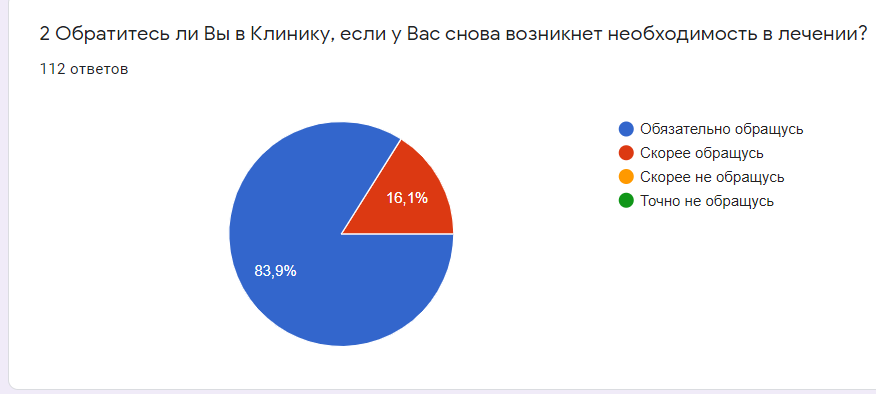 2 Обратитесь ли Вы в Клинику, если у Вас снова возникнет необходимость в лечении?
112 ответов
Обязательно обращусь
Скорее обращусь
Скорее не обращусь
Точно не обращусь
16,1%
83,9%